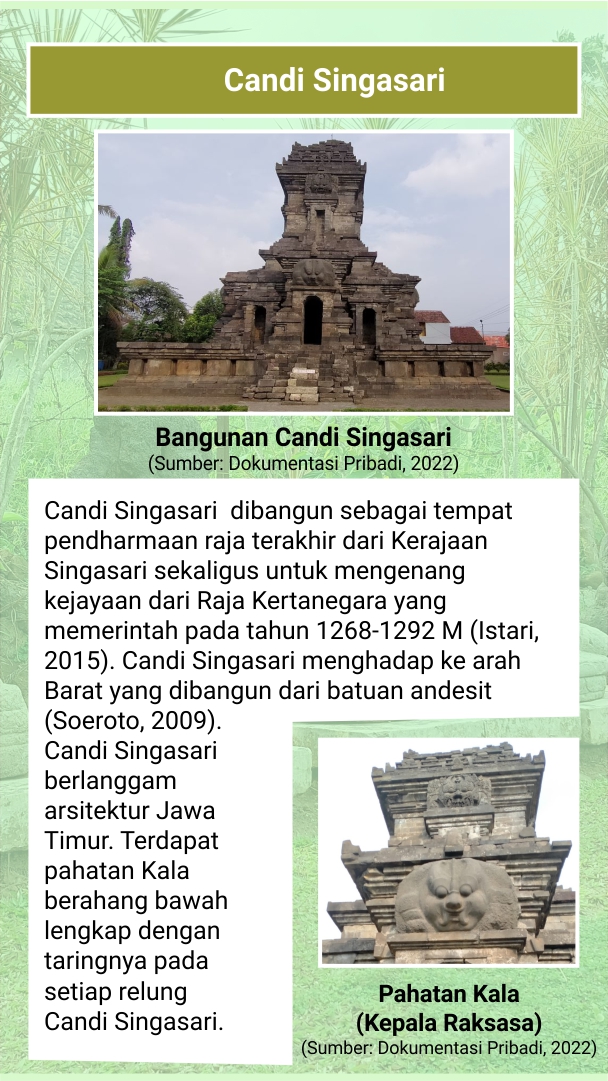 Candi Singasari
Bangunan Candi Singasari
(Sumber: Dokumentasi Pribadi, 2022)
Candi Singasari  dibangun sebagai tempat
pendharmaan raja terakhir dari Kerajaan
Singasari sekaligus untuk mengenang
kejayaan dari Raja Kertanegara yang
memerintah pada tahun 1268-1292 M (Istari,
2015). Candi Singasari menghadap ke arah
Barat yang dibangun dari batuan andesit
(Soeroto, 2009).
Candi Singasari
berlanggam
arsitektur Jawa
Timur. Terdapat
pahatan Kala
berahang bawah
lengkap dengan
taringnya pada
setiap relung
Candi Singasari.
Pahatan Kala
(Kepala Raksasa)
(Sumber: Dokumentasi Pribadi, 2022)